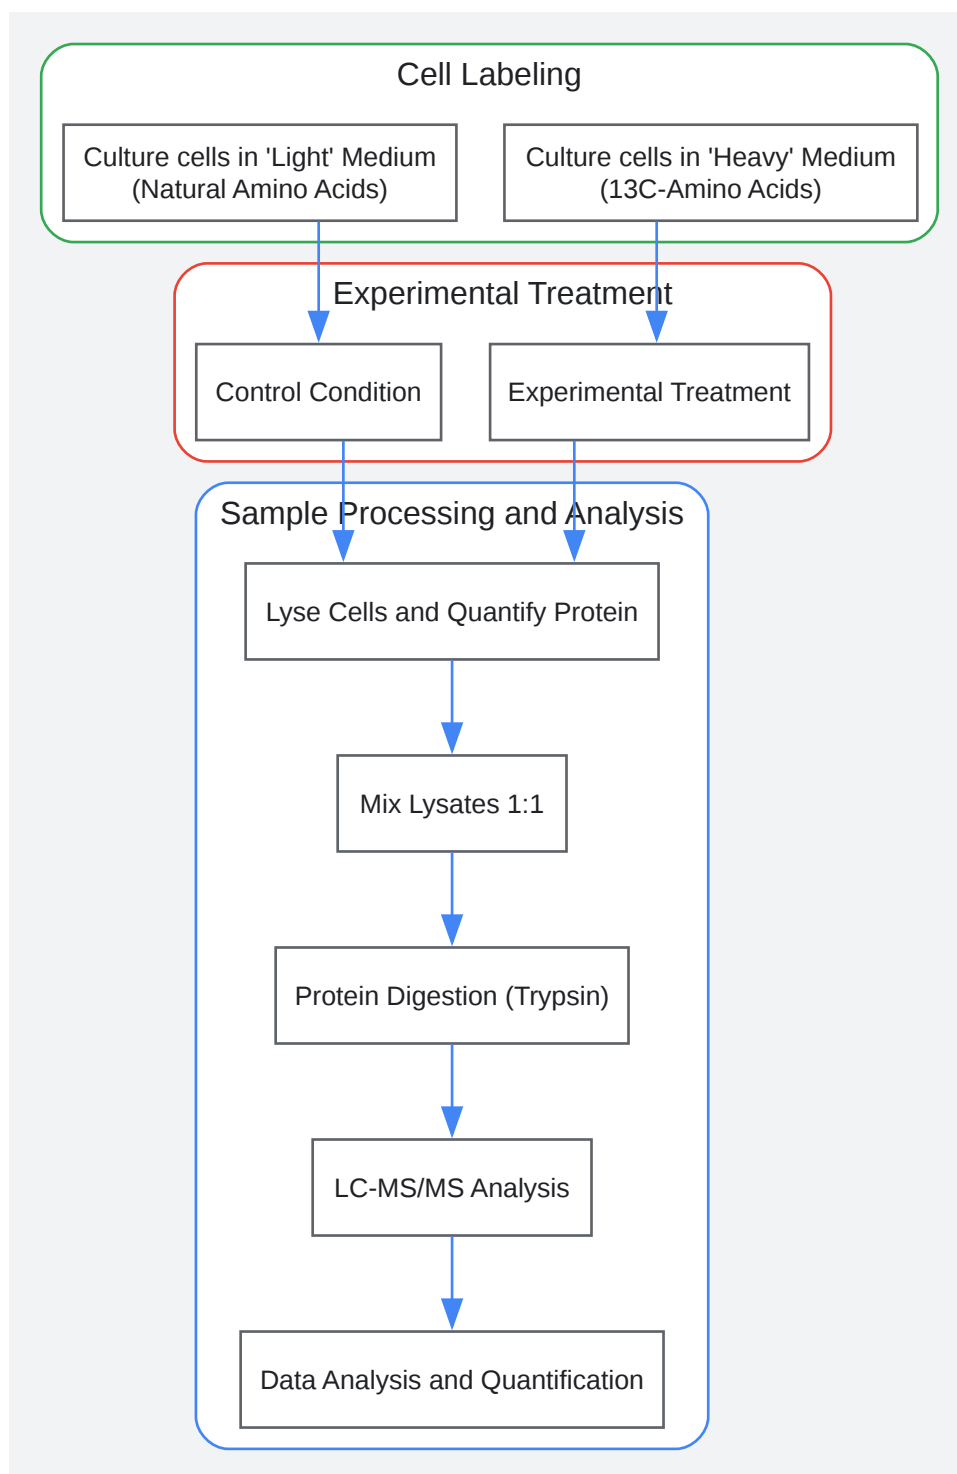 Cell Labeling
Culture cells in 'Light' Medium
(Natural Amino Acids)
Culture cells in 'Heavy' Medium
(13C-Amino Acids)
Experimental Treatment
Control Condition
Experimental Treatment
Sample Processing and Analysis
Lyse Cells and Quantify Protein
Mix Lysates 1:1
Protein Digestion (Trypsin)
LC-MS/MS Analysis
Data Analysis and Quantification